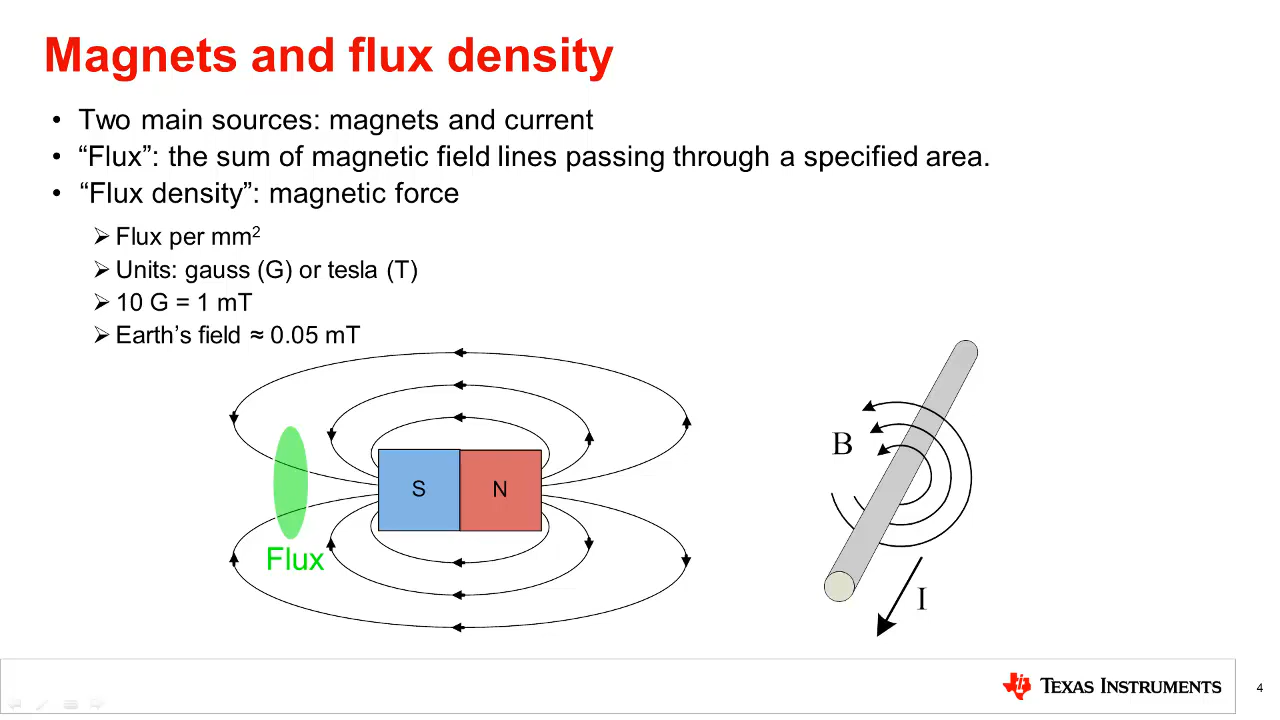 Magnets and flux density
• Two main sources: magnets and current
• “Flux”: the sum of magnetic field lines passing through a specified area.
• “Flux density”: magnetic force
➢ Flux per mm²
➢ Units: gauss (G) or tesla (T)
➢ 10 G = 1 mT
➢ Earth’s field ≈ 0.05 mT
B
S N
Flux
I
TEXAS INSTRUMENTS
4